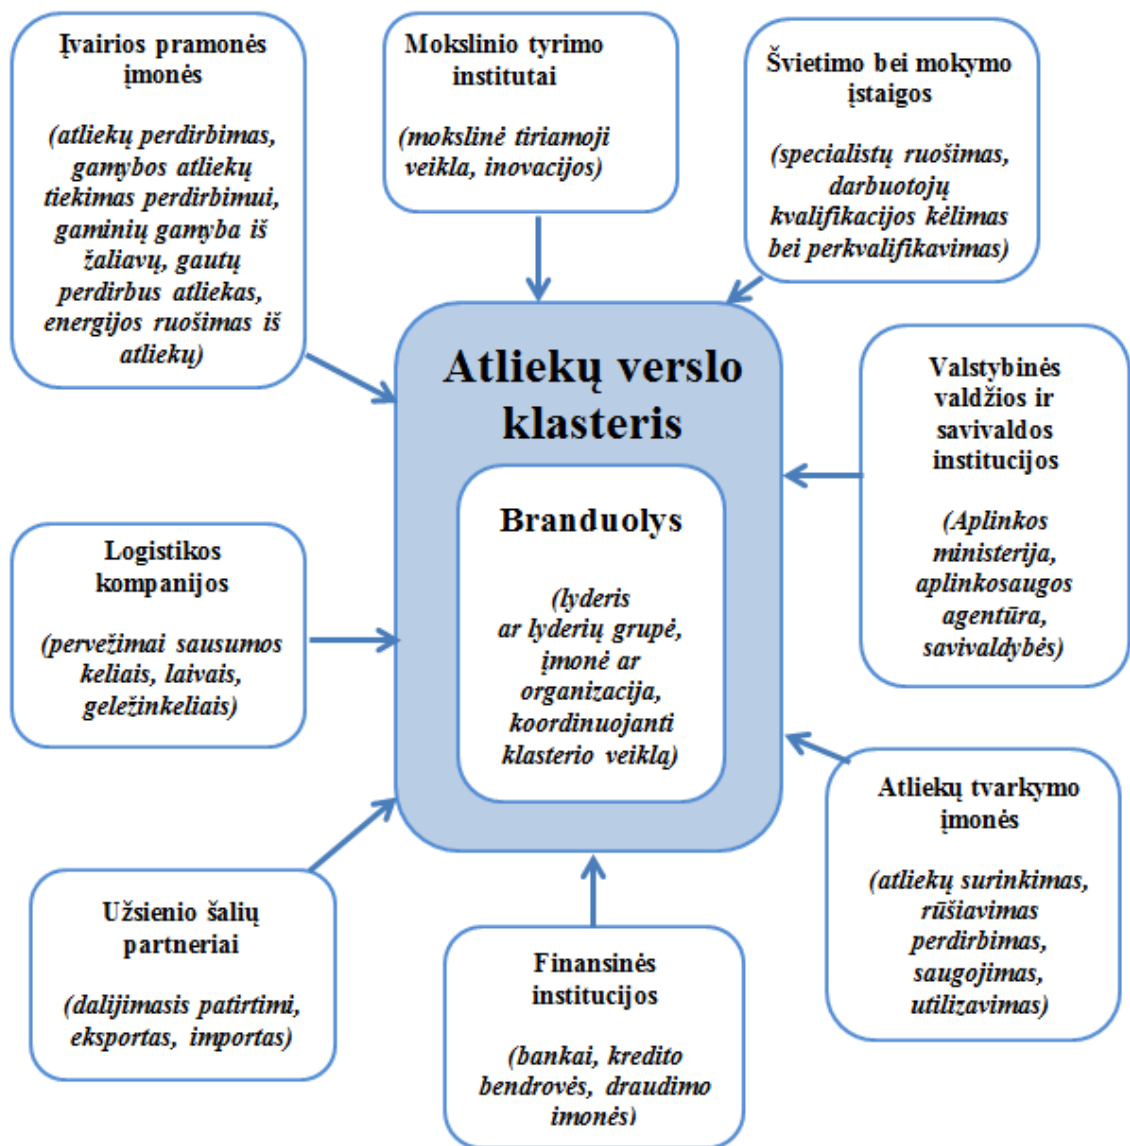 Įvairios pramonės
įmonės
(atliekų perdirbimas,
gamybos atliekų
tiekimas perdirbimui,
gaminių gamyba iš
žaliavų, gautų
perdirbus atliekas,
energijos ruošimas iš
atliekų)
Mokslinio tyrimo
institutai
(mokslinė tiriamoji
veikla, inovacijos)
Švietimo bei mokymo
įstaigos
(specialistų ruošimas,
darbuotojų
kvalifikacijos kėlimas
bei perkvalifikavimas)
Atliekų verslo
klasteris
Branduolys
(lyderis
ar lyderių grupė,
įmonė ar
organizacija,
koordinuojanti
klasterio veiklą)
Valstybinės
valdžios ir
savivaldos
institucijos
(Aplinkos
ministerija,
aplinkosaugos
agentūra,
savivaldybės)
Logistikos
kompanijos
(pervežimai sausumos
keliais, laivais,
geležinkeliais)
Atliekų tvarkymo
įmonės
(atliekų surinkimas,
rūšiavimas
perdirbimas,
saugojimas,
utilizavimas)
Užsienio šalių
partneriai
(dalijimasis patirtimi,
eksportas, importas)
Finansinės
institucijos
(bankai, kredito
bendrovės, draudimo
įmonės)